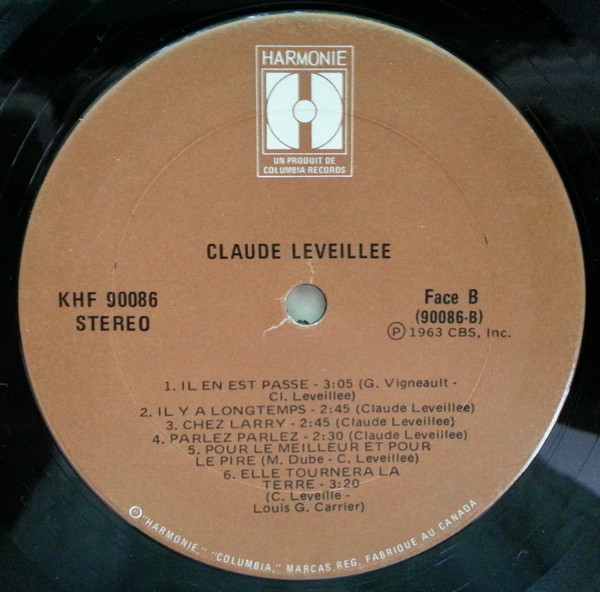 HARMONIE
UN PRODUIT DE
COLUMBIA RECORDS
CLAUDE LEVEILLEE
KHF 90086
STEREO
Face B
(90086-B)
Ⓟ 1963 CBS, Inc.
1. IL EN EST PASSE - 3:05 (G. Vigneault -
Cl. Leveillee)
2. IL Y A LONGTEMPS - 2:45 (Claude Leveillee)
3. CHEZ LARRY - 2:45 (Claude Leveillee)
4. PARLEZ PARLEZ - 2:30 (Claude Leveillee)
5. POUR LE MEILLEUR ET POUR
LE PIRE (M. Dube - C. Leveillee)
6. ELLE TOURNERA LA
TERRE - 3:20
(C. Leveille -
Louis G. Carrier)
© "HARMONIE," "COLUMBIA," MARCAS REG. FABRIQUE AU CANADA